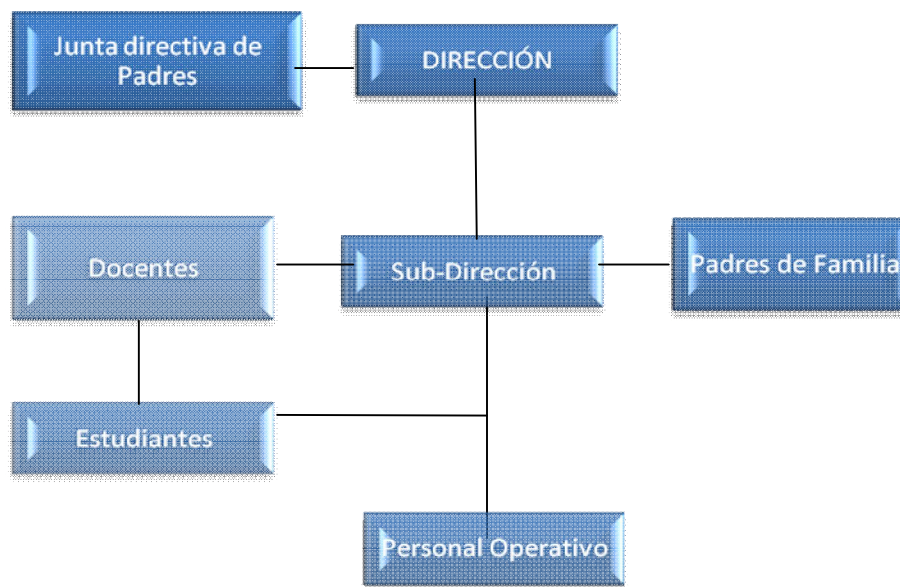 Junta directiva de
Padres
DIRECCIÓN
Docentes
Sub-Dirección
Padres de Familia
Estudiantes
Personal Operativo